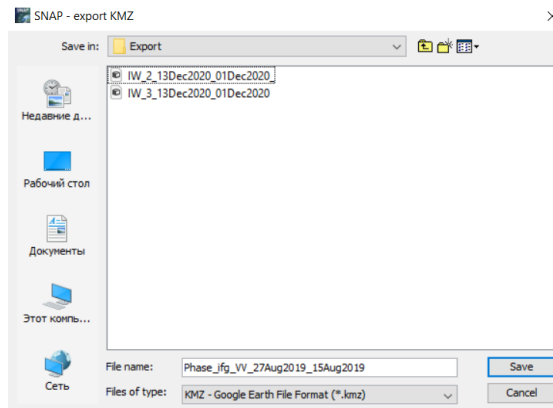 SNAP - export KMZ
Save in: Export
IW_2_13Dec2020_01Dec2020_
IW_3_13Dec2020_01Dec2020
Недавние д...
Рабочий стол
Документы
Этот компь...
Сеть
File name: Phase_ifg_VV_27Aug2019_15Aug2019 Save
Files of type: KMZ - Google Earth File Format (*.kmz) Cancel